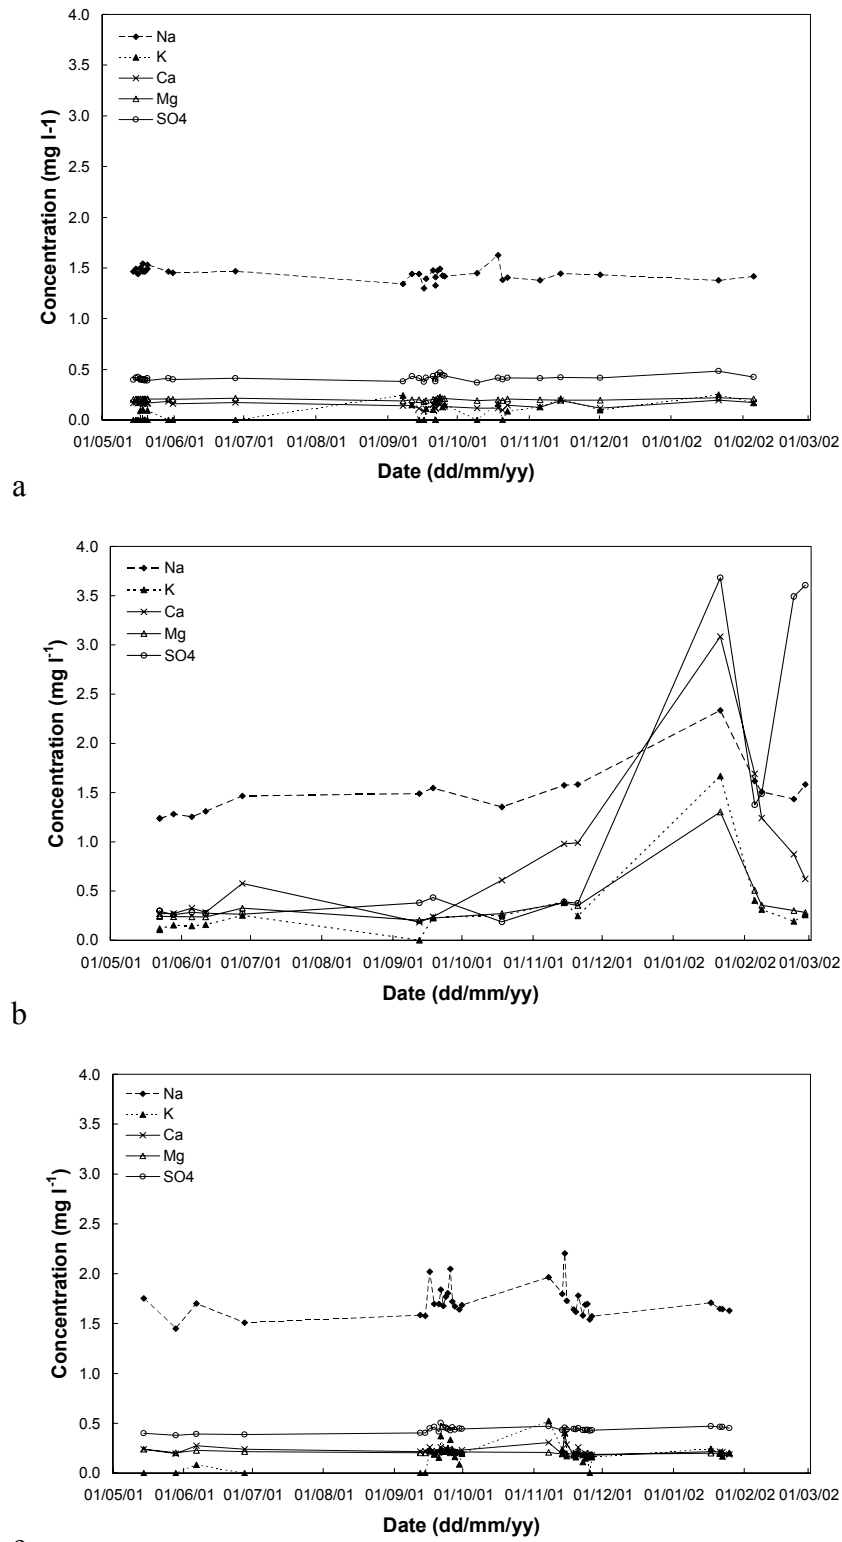 4.0
Na
K
3.5
Ca
Mg
3.0
SO4
2.5
2.0
1.5
1.0
0.5
0.0
Concentration (mg l-1)
01/05/01 01/06/01 01/07/01 01/08/01 01/09/01 01/10/01 01/11/01 01/12/01 01/01/02 01/02/02 01/03/02
Date (dd/mm/yy)
a
4.0
Na
K
3.5
Ca
Mg
3.0
SO4
2.5
2.0
1.5
1.0
0.5
0.0
Concentration (mg l-1)
01/05/01 01/06/01 01/07/01 01/08/01 01/09/01 01/10/01 01/11/01 01/12/01 01/01/02 01/02/02 01/03/02
Date (dd/mm/yy)
b
4.0
Na
K
3.5
Ca
Mg
3.0
SO4
2.5
2.0
1.5
1.0
0.5
0.0
Concentration (mg l-1)
01/05/01 01/06/01 01/07/01 01/08/01 01/09/01 01/10/01 01/11/01 01/12/01 01/01/02 01/02/02 01/03/02
Date (dd/mm/yy)